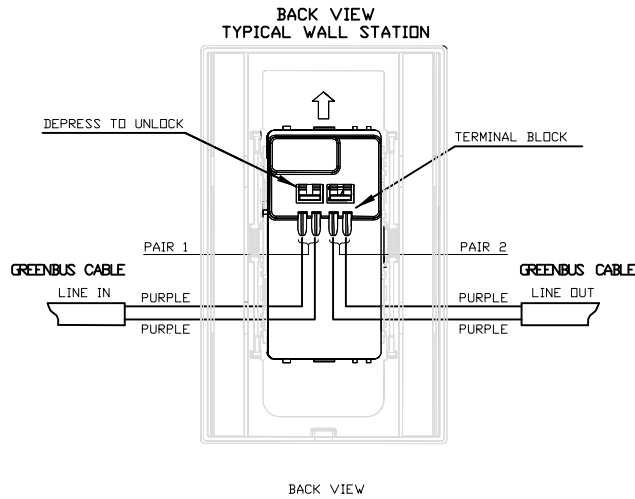 BACK VIEW
TYPICAL WALL STATION
DEPRESS TO UNLOCK
TERMINAL BLOCK
PAIR 1
PAIR 2
GREENBUS CABLE
GREENBUS CABLE
LINE IN
PURPLE
PURPLE
LINE OUT
PURPLE
PURPLE
BACK VIEW